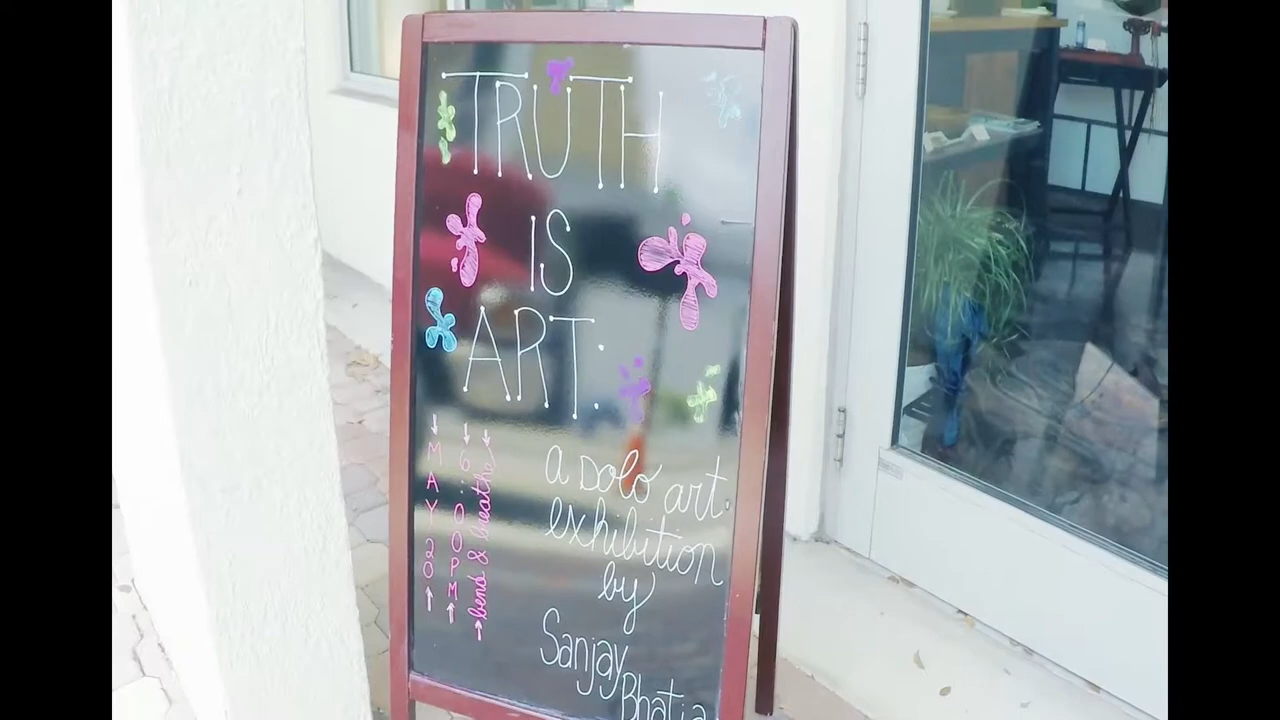 TRUTH
IS
ART:
a solo art
exhibition
by
Sanjay
Bhatia
MAY 20
6:00PM
bend & breathe